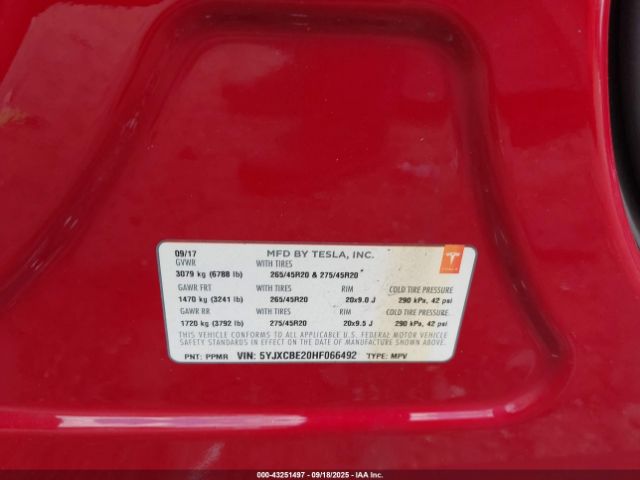 09/17 MFD BY TESLA, INC.
GVWR WITH TIRES
3079 kg (6788 lb) 265/45R20 & 275/45R20
GAWR FRT WITH TIRES RIM COLD TIRE PRESSURE
1470 kg (3241 lb) 265/45R20 20x9.0 J 290 kPa, 42 psi
GAWR RR WITH TIRES RIM COLD TIRE PRESSURE
1720 kg (3792 lb) 275/45R20 20x9.5 J 290 kPa, 42 psi
THIS VEHICLE CONFORMS TO ALL APPLICABLE U.S. FEDERAL MOTOR VEHICLE
SAFETY STANDARDS IN EFFECT ON THE DATE OF MANUFACTURE SHOWN ABOVE.
PNT: PPMR VIN: 5YJXCBE20HF066492 TYPE: MPV
TESLA
000-43251497 - 09/18/2025 - IAA Inc.